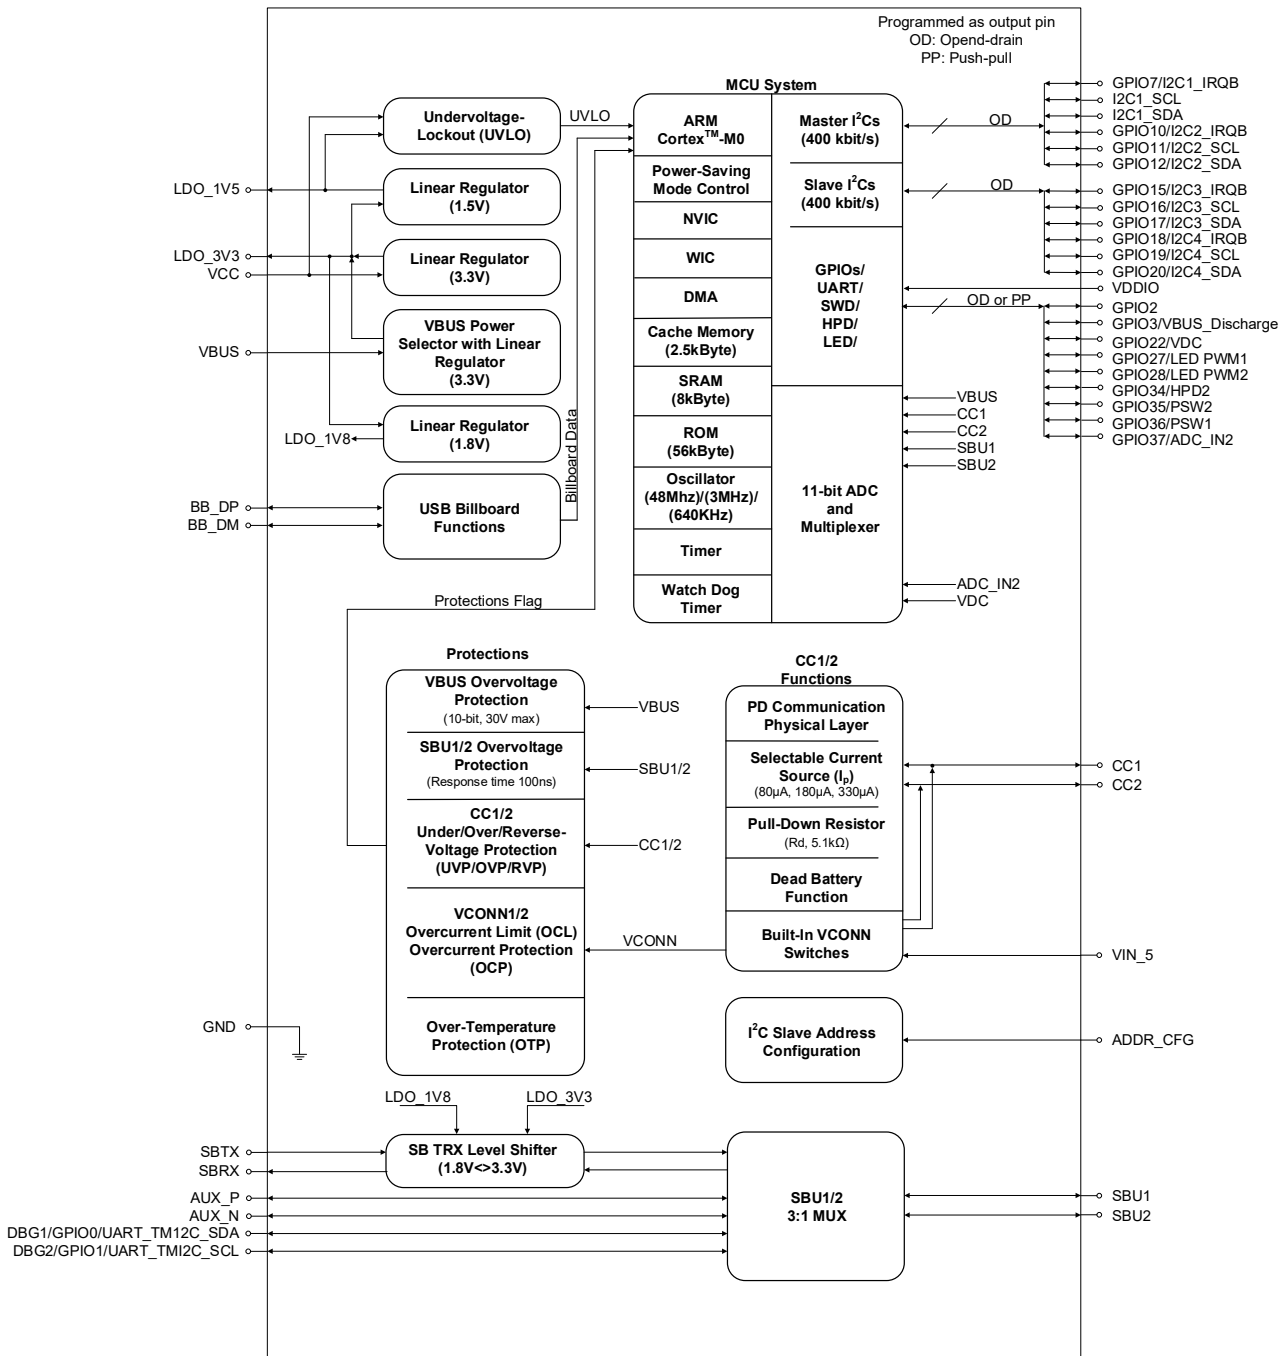 Programmed as output pin
OD: Opend-drain
PP: Push-pull
MCU System
Undervoltage-
Lockout (UVLO)
UVLO
LDO_1V5
Linear Regulator
(1.5V)
LDO_3V3
VCC
Linear Regulator
(3.3V)
VBUS
VBUS Power
Selector with Linear
Regulator
(3.3V)
Linear Regulator
(1.8V)
LDO_1V8
BB_DP
BB_DM
USB Billboard
Functions
Billboard Data
Protections Flag
ARM
Cortex™-M0
Power-Saving
Mode Control
NVIC
WIC
DMA
Cache Memory
(2.5kByte)
SRAM
(8kByte)
ROM
(56kByte)
Oscillator
(48Mhz)/(3MHz)/
(640KHz)
Timer
Watch Dog
Timer
Master I²Cs
(400 kbit/s)
Slave I²Cs
(400 kbit/s)
GPIOs/
UART/
SWD/
HPD/
LED/
11-bit ADC
and
Multiplexer
OD
OD
OD or PP
VBUS
CC1
CC2
SBU1
SBU2
ADC_IN2
VDC
GPIO7/I2C1_IRQB
I2C1_SCL
I2C1_SDA
GPIO10/I2C2_IRQB
GPIO11/I2C2_SCL
GPIO12/I2C2_SDA
GPIO15/I2C3_IRQB
GPIO16/I2C3_SCL
GPIO17/I2C3_SDA
GPIO18/I2C4_IRQB
GPIO19/I2C4_SCL
GPIO20/I2C4_SDA
VDDIO
GPIO2
GPIO3/VBUS_Discharge
GPIO22/VDC
GPIO27/LED PWM1
GPIO28/LED PWM2
GPIO34/HPD2
GPIO35/PSW2
GPIO36/PSW1
GPIO37/ADC_IN2
Protections
VBUS Overvoltage
Protection
(10-bit, 30V max)
SBU1/2 Overvoltage
Protection
(Response time 100ns)
CC1/2
Under/Over/Reverse-
Voltage Protection
(UVP/OVP/RVP)
VCONN1/2
Overcurrent Limit (OCL)
Overcurrent Protection
(OCP)
Over-Temperature
Protection (OTP)
VBUS
SBU1/2
CC1/2
VCONN
CC1/2
Functions
PD Communication
Physical Layer
Selectable Current
Source (Ip)
(80µA, 180µA, 330µA)
Pull-Down Resistor
(Rd, 5.1kΩ)
Dead Battery
Function
Built-In VCONN
Switches
CC1
CC2
VIN_5
GND
I²C Slave Address
Configuration
ADDR_CFG
LDO_1V8
LDO_3V3
SBTX
SBRX
SB TRX Level Shifter
(1.8V<>3.3V)
AUX_P
AUX_N
DBG1/GPIO0/UART_TM12C_SDA
DBG2/GPIO1/UART_TMI2C_SCL
SBU1/2
3:1 MUX
SBU1
SBU2